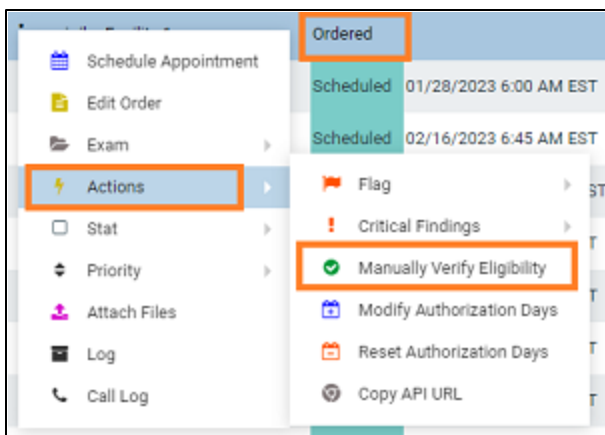 Ordered
Schedule Appointment
Scheduled 01/28/2023 6:00 AM EST
Edit Order
Exam
Scheduled 02/16/2023 6:45 AM EST
Actions
Flag
ST
Stat
Critical Findings
T
Priority
Manually Verify Eligibility
Attach Files
Modify Authorization Days
T
Log
Reset Authorization Days
T
Call Log
Copy API URL
T